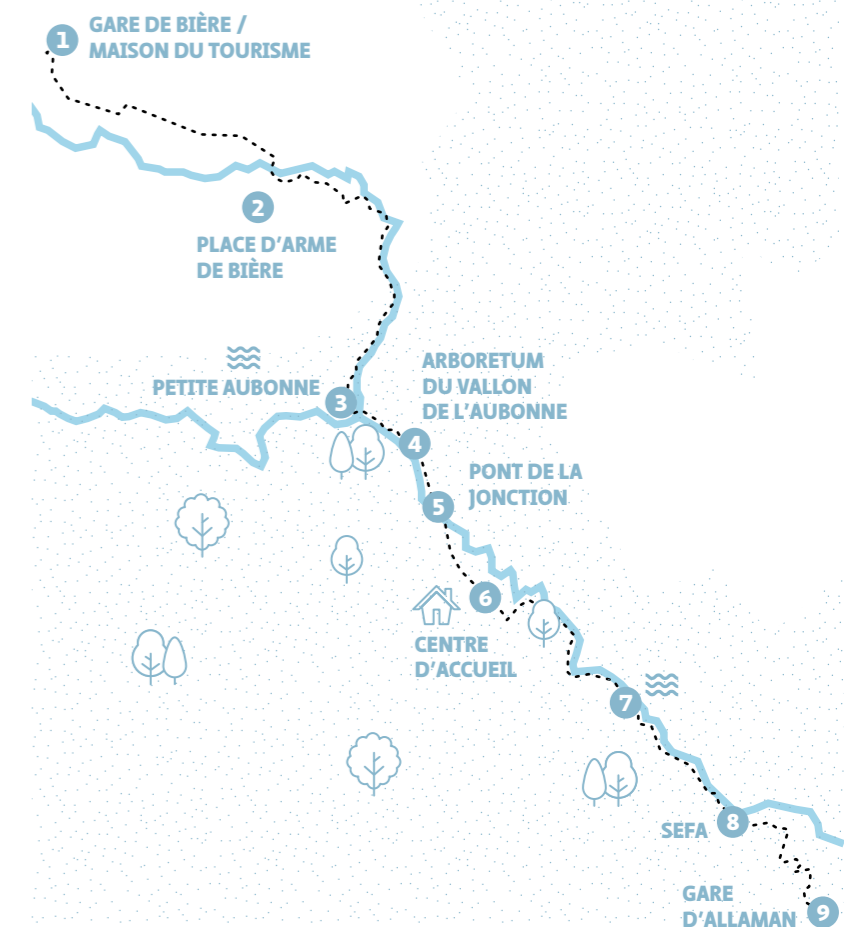 1
GARE DE BIÈRE /
MAISON DU TOURISME
2
PLACE D'ARME
DE BIÈRE
PETITE AUBONNE
3
ARBORETUM
DU VALLON
DE L'AUBONNE
4
PONT DE LA
JONCTION
5
6
CENTRE
D'ACCUEIL
7
SEFA
8
GARE
D'ALLAMAN
9